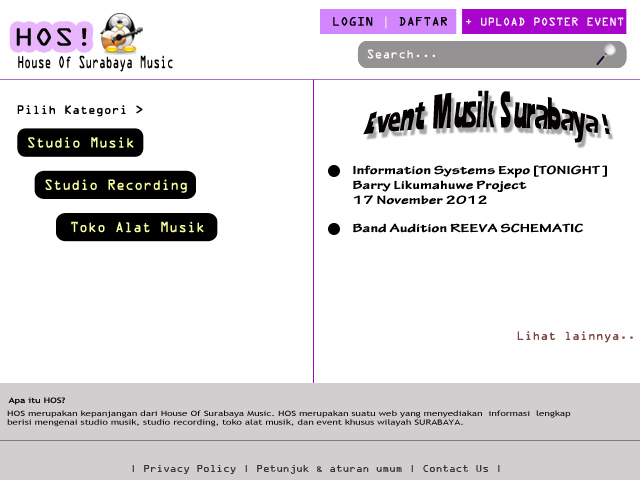 HOS!
House Of Surabaya Music
LOGIN | DAFTAR
+ UPLOAD POSTER EVENT
Search...
Pilih Kategori >
Studio Musik
Studio Recording
Toko Alat Musik
Event Musik Surabaya!
Information Systems Expo [TONIGHT]
Barry Likumahuwe Project
17 November 2012
Band Audition REEVA SCHEMATIC
Lihat lainnya..
Apa itu HOS?
HOS merupakan kepanjangan dari House Of Surabaya Music. HOS merupakan suatu web yang menyediakan informasi lengkap
berisi mengenai studio musik, studio recording, toko alat musik, dan event khusus wilayah SURABAYA.
| Privacy Policy | Petunjuk & aturan umum | Contact Us |